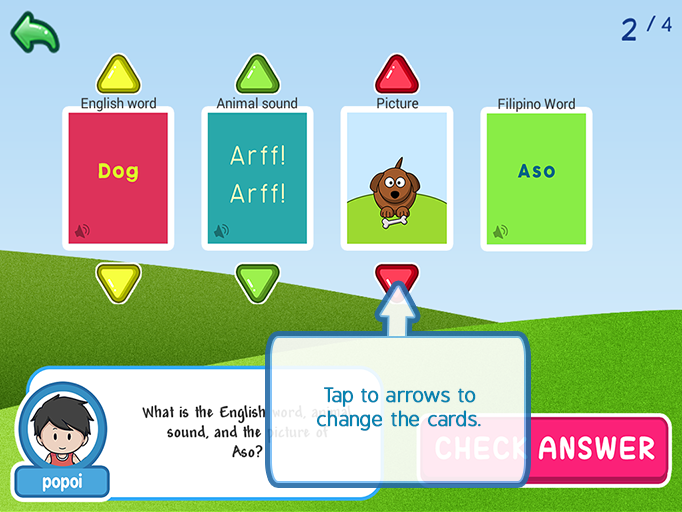 2 / 4
English word
Animal sound
Picture
Filipino Word
Dog
Arff!
Arff!
Aso
What is the English word, animal
sound, and the picture of
Aso?
popoi
Tap to arrows to
change the cards.
CHECK ANSWER